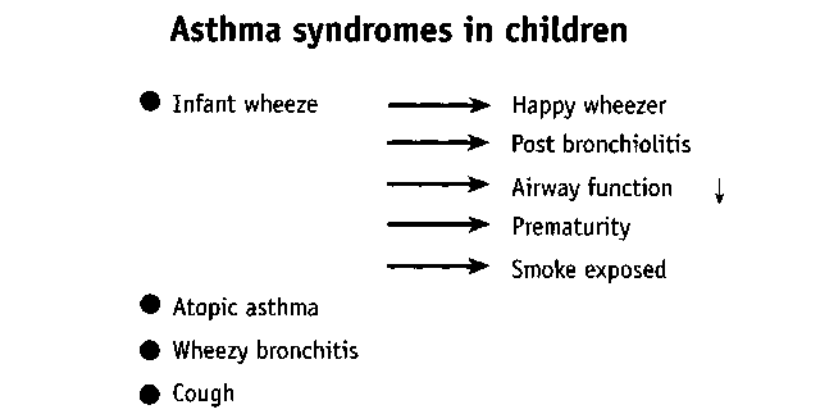 Asthma syndromes in children
● Infant wheeze → Happy wheezer
→ Post bronchiolitis
→ Airway function ↓
→ Prematurity
→ Smoke exposed
● Atopic asthma
● Wheezy bronchitis
● Cough